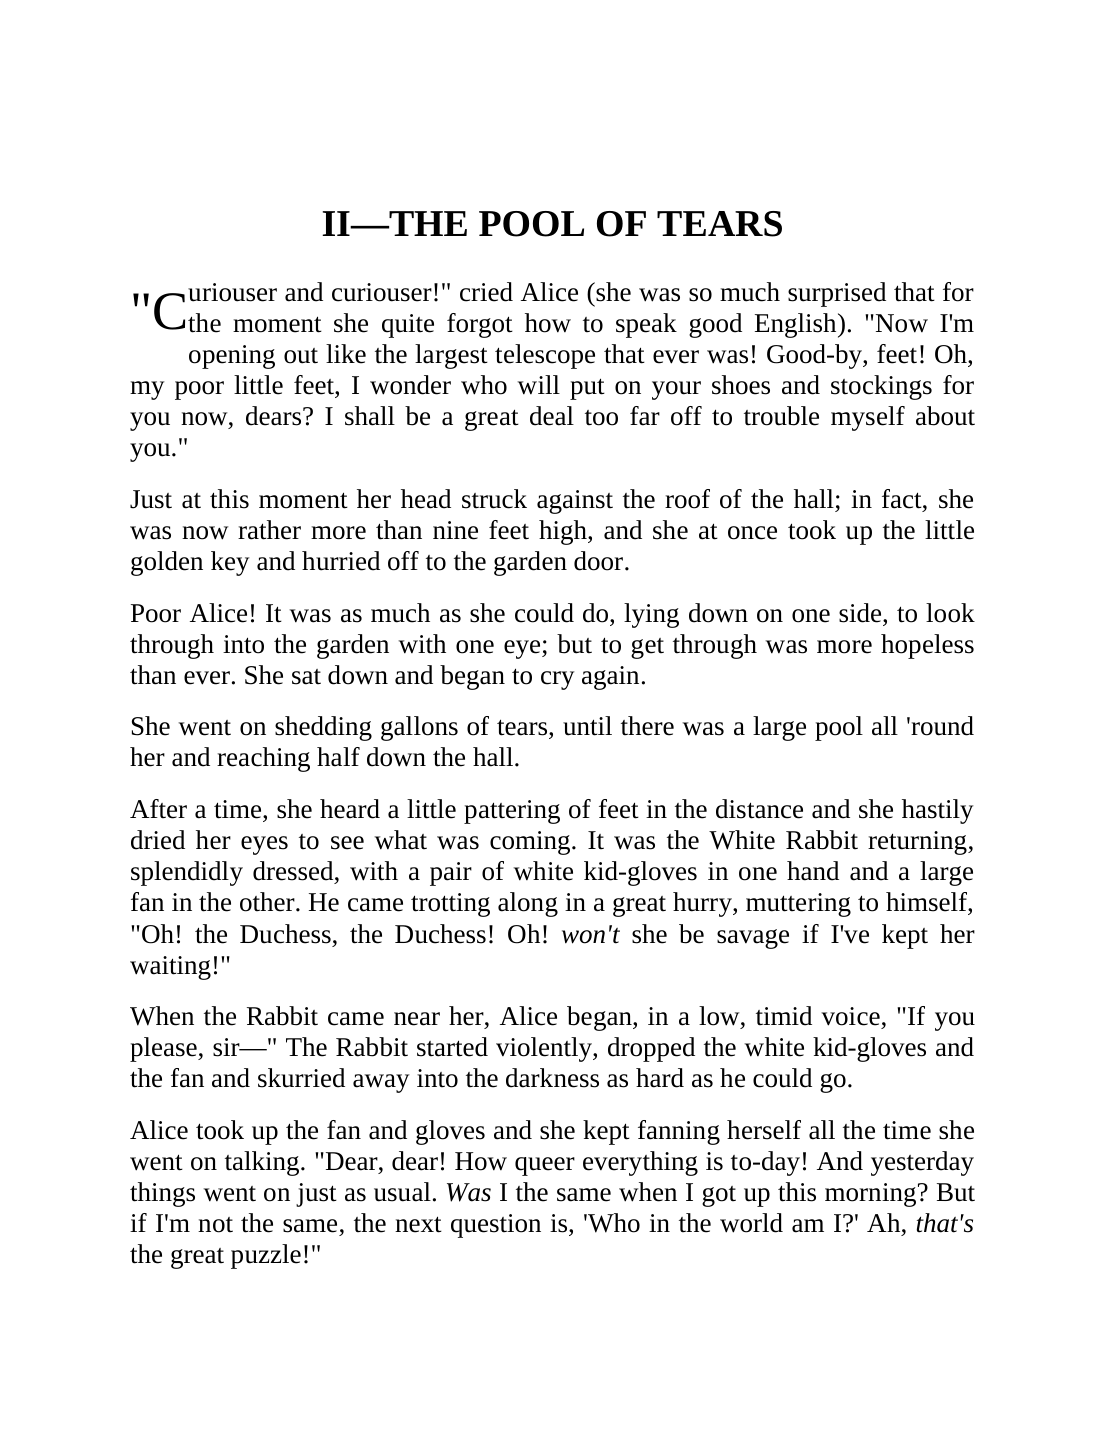 II—THE POOL OF TEARS
"Curiouser and curiouser!" cried Alice (she was so much surprised that for
the moment she quite forgot how to speak good English). "Now I'm
opening out like the largest telescope that ever was! Good-by, feet! Oh,
my poor little feet, I wonder who will put on your shoes and stockings for
you now, dears? I shall be a great deal too far off to trouble myself about
you."
Just at this moment her head struck against the roof of the hall; in fact, she
was now rather more than nine feet high, and she at once took up the little
golden key and hurried off to the garden door.
Poor Alice! It was as much as she could do, lying down on one side, to look
through into the garden with one eye; but to get through was more hopeless
than ever. She sat down and began to cry again.
She went on shedding gallons of tears, until there was a large pool all 'round
her and reaching half down the hall.
After a time, she heard a little pattering of feet in the distance and she hastily
dried her eyes to see what was coming. It was the White Rabbit returning,
splendidly dressed, with a pair of white kid-gloves in one hand and a large
fan in the other. He came trotting along in a great hurry, muttering to himself,
"Oh! the Duchess, the Duchess! Oh! won't she be savage if I've kept her
waiting!"
When the Rabbit came near her, Alice began, in a low, timid voice, "If you
please, sir—" The Rabbit started violently, dropped the white kid-gloves and
the fan and skurried away into the darkness as hard as he could go.
Alice took up the fan and gloves and she kept fanning herself all the time she
went on talking. "Dear, dear! How queer everything is to-day! And yesterday
things went on just as usual. Was I the same when I got up this morning? But
if I'm not the same, the next question is, 'Who in the world am I?' Ah, that's
the great puzzle!"